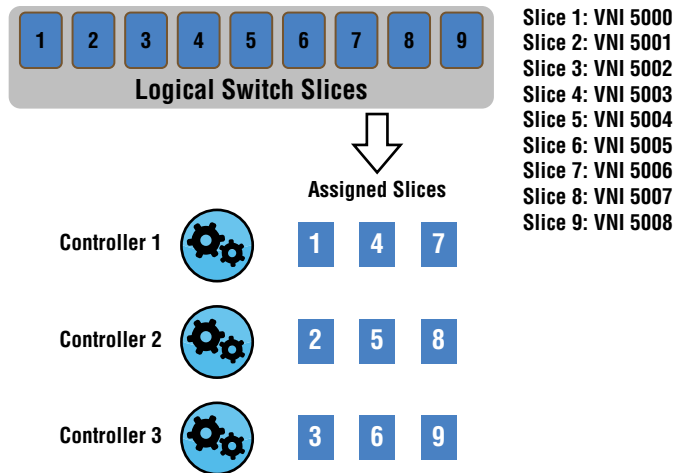 1 2 3 4 5 6 7 8 9
Logical Switch Slices
Slice 1: VNI 5000
Slice 2: VNI 5001
Slice 3: VNI 5002
Slice 4: VNI 5003
Slice 5: VNI 5004
Slice 6: VNI 5005
Slice 7: VNI 5006
Slice 8: VNI 5007
Slice 9: VNI 5008
Assigned Slices
Controller 1 1 4 7
Controller 2 2 5 8
Controller 3 3 6 9